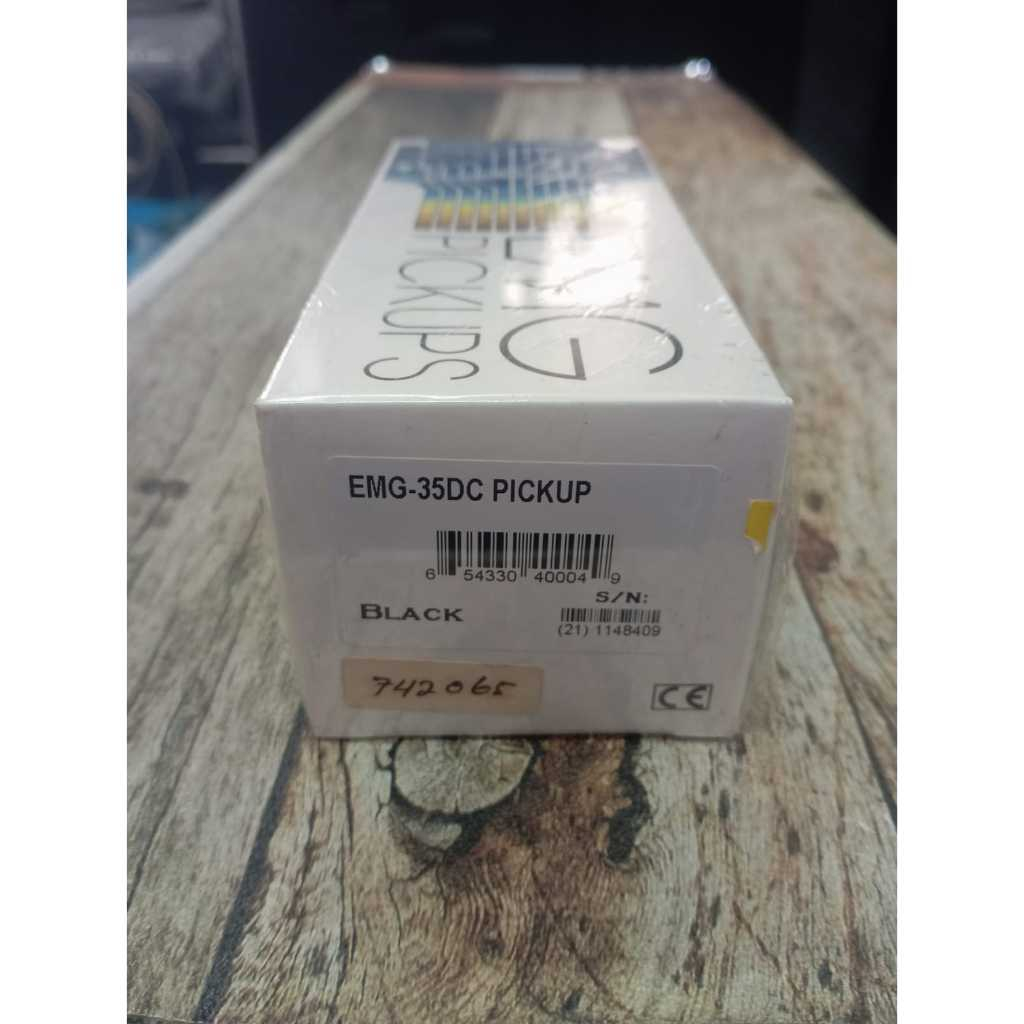 EMG
PICKUPS
EMG-35DC PICKUP
6 54330 40004 9
BLACK
S/N:
(21) 1148409
742065
CE